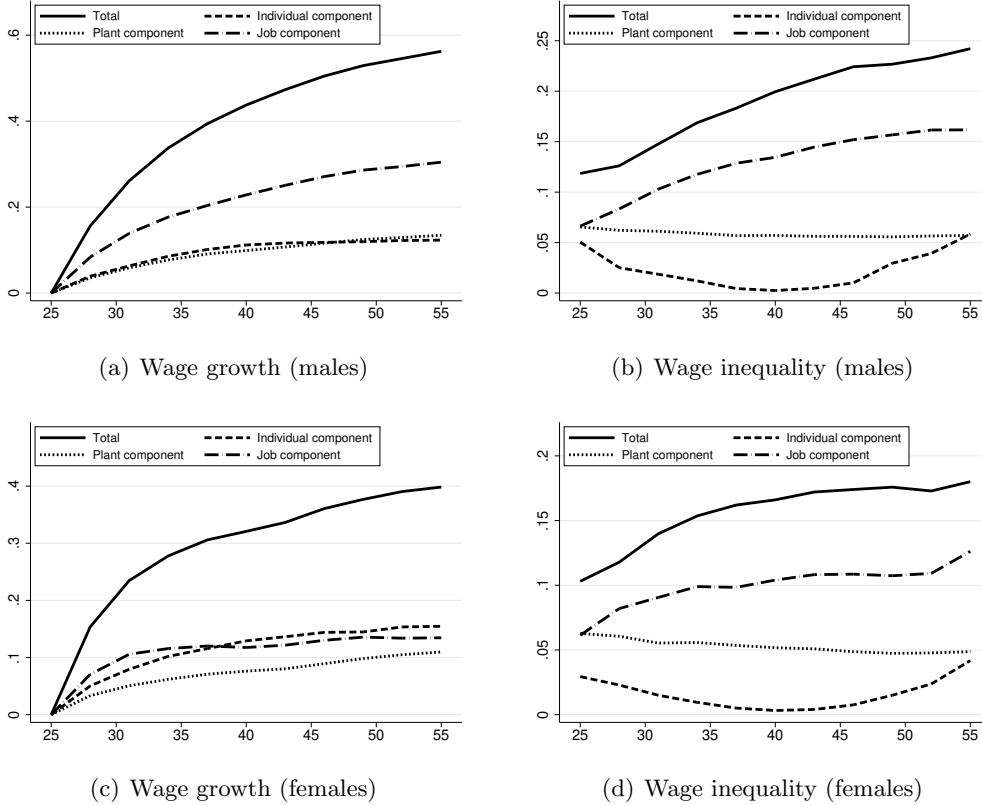 Total Individual component
Plant component Job component
0 .2 .4 .6
25 30 35 40 45 50 55
(a) Wage growth (males)
Total Individual component
Plant component Job component
0 .05 .1 .15 .2 .25
25 30 35 40 45 50 55
(b) Wage inequality (males)
Total Individual component
Plant component Job component
0 .1 .2 .3 .4
25 30 35 40 45 50 55
(c) Wage growth (females)
Total Individual component
Plant component Job component
0 .05 .1 .15 .2
25 30 35 40 45 50 55
(d) Wage inequality (females)